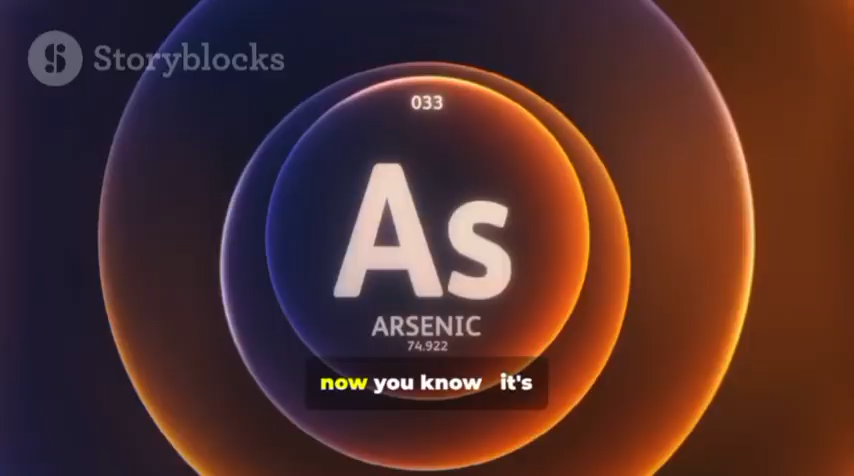 Storyblocks
033
As
ARSENIC
74.922
now you know it's